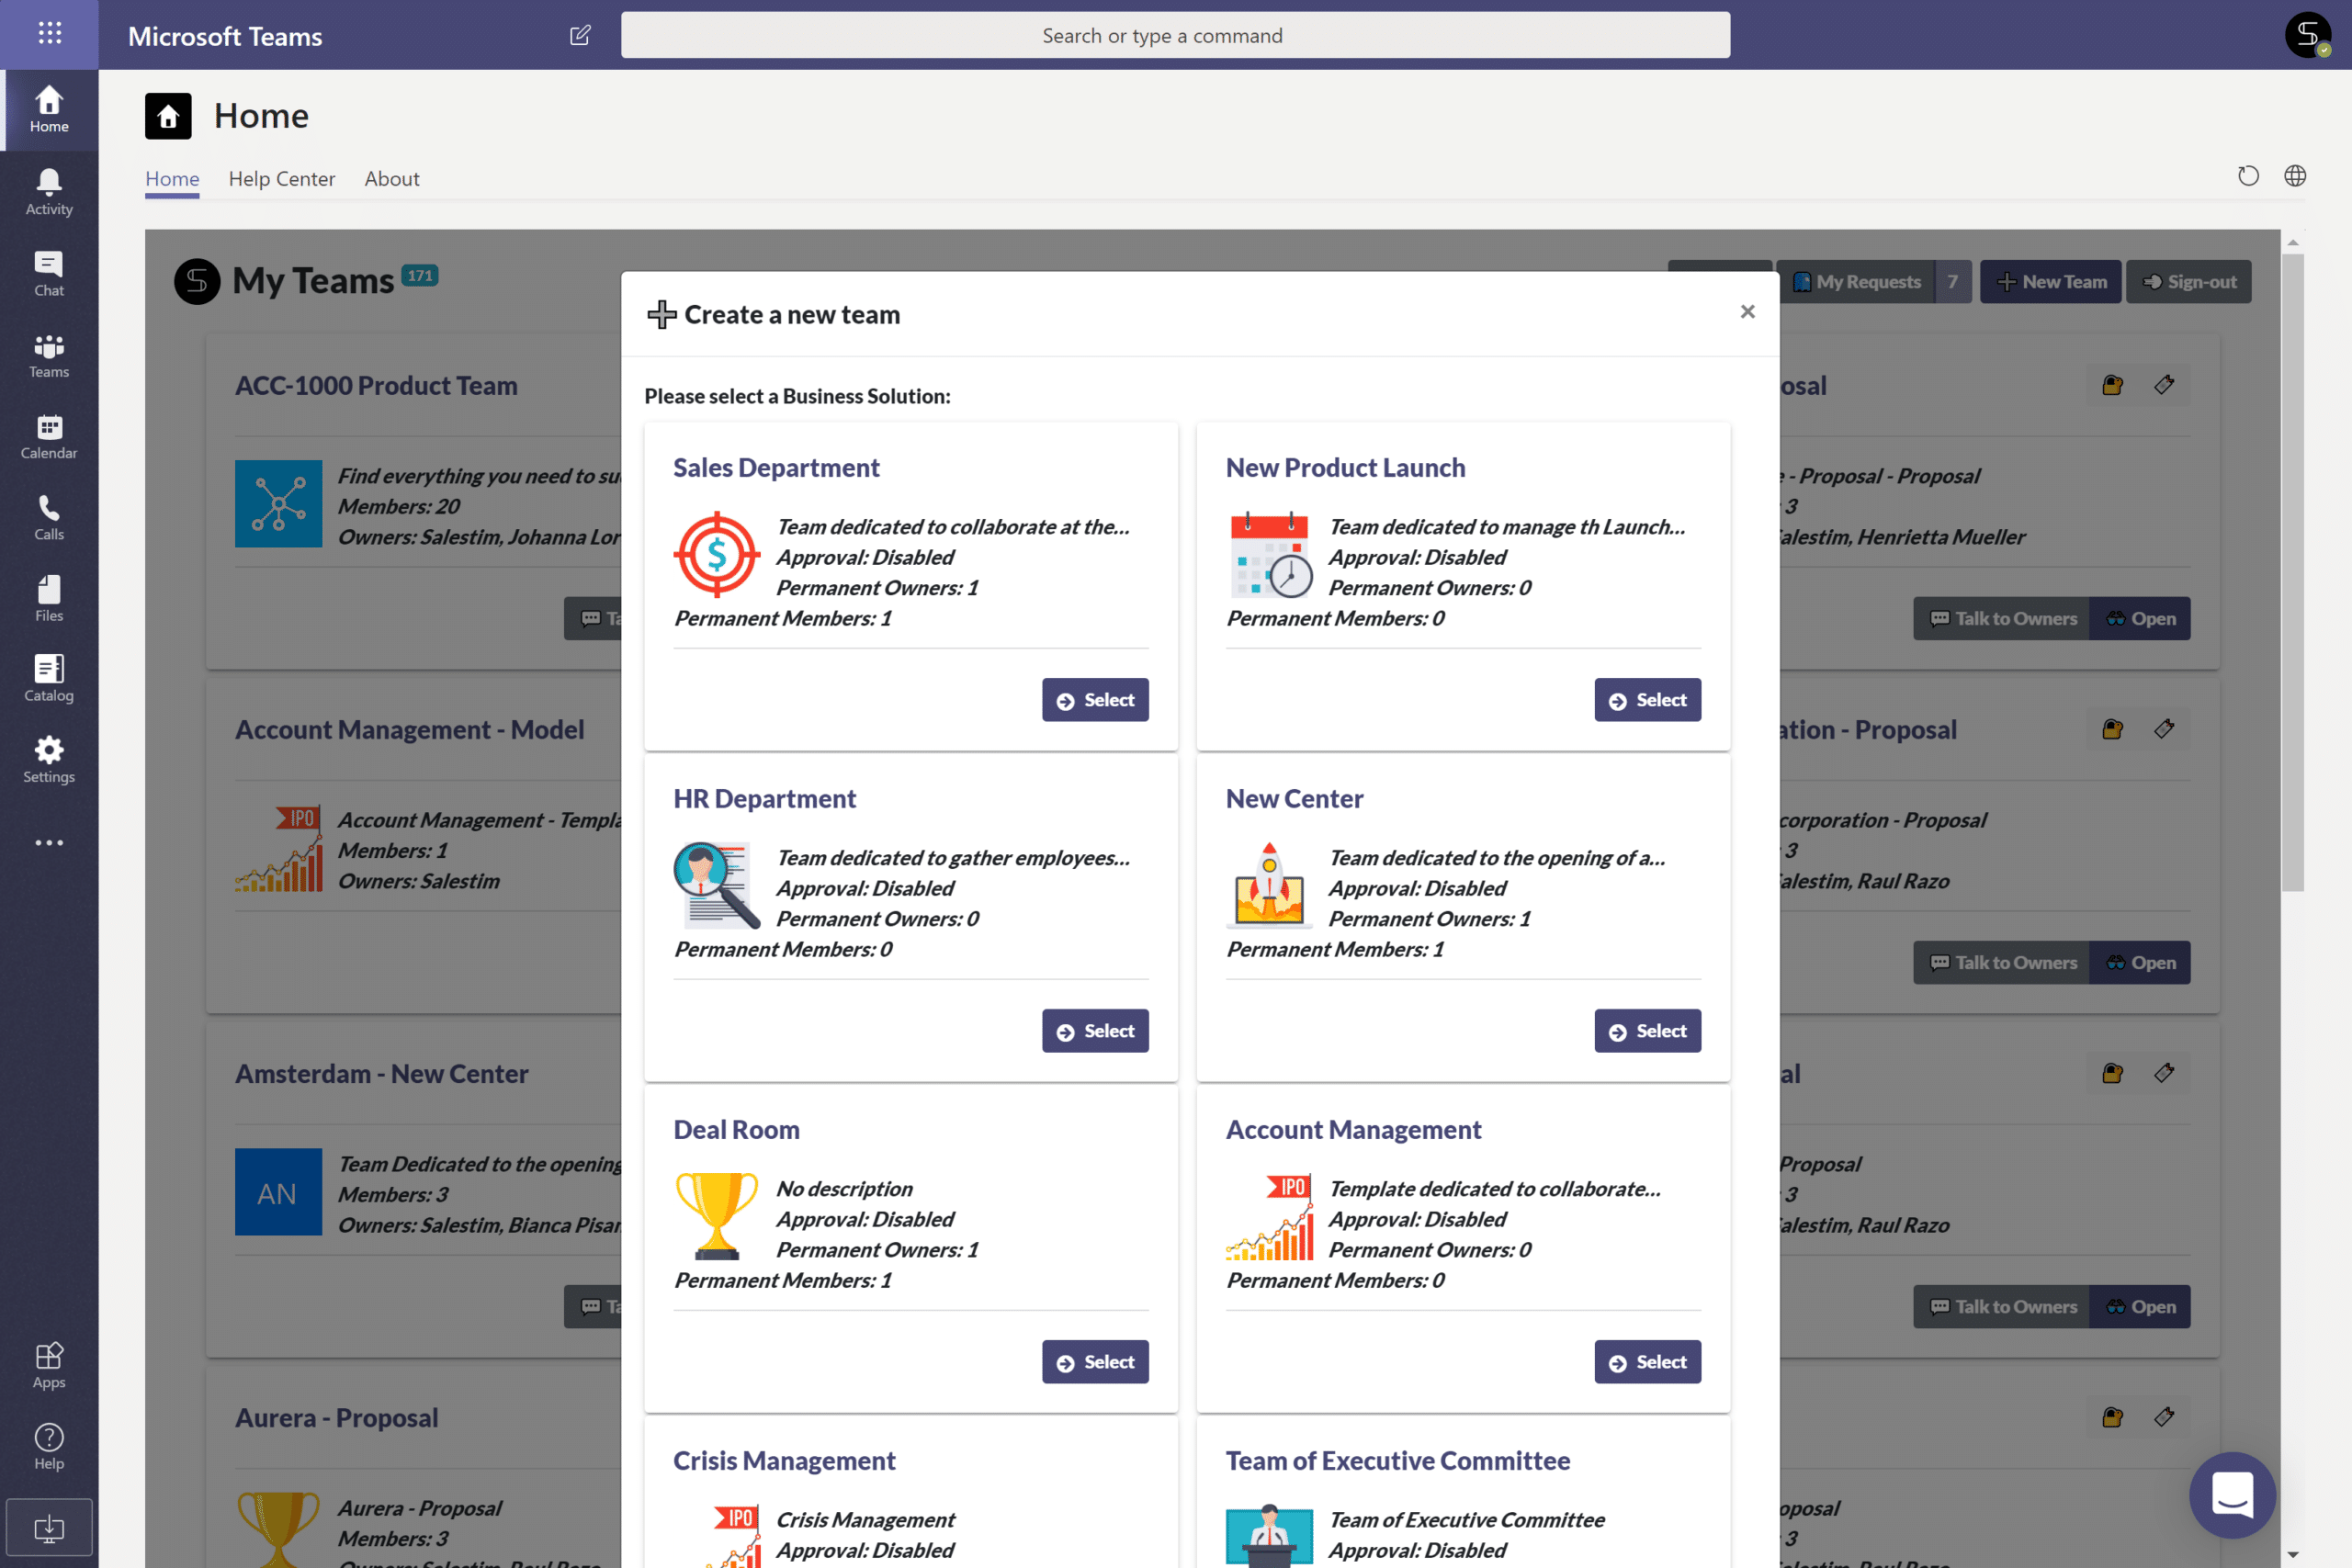 Microsoft Teams
Search or type a command
Home
Activity
Chat
Teams
Calendar
Calls
Files
Catalog
Settings
Apps
Help
Home
Home Help Center About
My Teams 171
My Requests 7
New Team
Sign-out
ACC-1000 Product Team
Find everything you need to su
Members: 20
Owners: Salestim, Johanna Lor
Ta
Account Management - Model
IPO
Account Management - Templa
Members: 1
Owners: Salestim
Amsterdam - New Center
AN
Team Dedicated to the opening
Members: 3
Owners: Salestim, Bianca Pisan
Ta
Aurera - Proposal
Aurera - Proposal
Members: 3
Owners: Salestim, Raul Razo
Create a new team
×
Please select a Business Solution:
Sales Department
$
Team dedicated to collaborate at the...
Approval: Disabled
Permanent Owners: 1
Permanent Members: 1
Select
New Product Launch
Team dedicated to manage th Launch...
Approval: Disabled
Permanent Owners: 0
Permanent Members: 0
Select
HR Department
Team dedicated to gather employees...
Approval: Disabled
Permanent Owners: 0
Permanent Members: 0
Select
New Center
Team dedicated to the opening of a...
Approval: Disabled
Permanent Owners: 1
Permanent Members: 1
Select
Deal Room
No description
Approval: Disabled
Permanent Owners: 1
Permanent Members: 1
Select
Account Management
IPO
Template dedicated to collaborate...
Approval: Disabled
Permanent Owners: 0
Permanent Members: 0
Select
Crisis Management
IPO
Crisis Management
Approval: Disabled
Team of Executive Committee
Team of Executive Committee
Approval: Disabled
osal
e - Proposal - Proposal
: 3
alestim, Henrietta Mueller
Talk to Owners Open
ation - Proposal
corporation - Proposal
: 3
alestim, Raul Razo
Talk to Owners Open
al
Proposal
: 3
alestim, Raul Razo
Talk to Owners Open
oposal
: 3